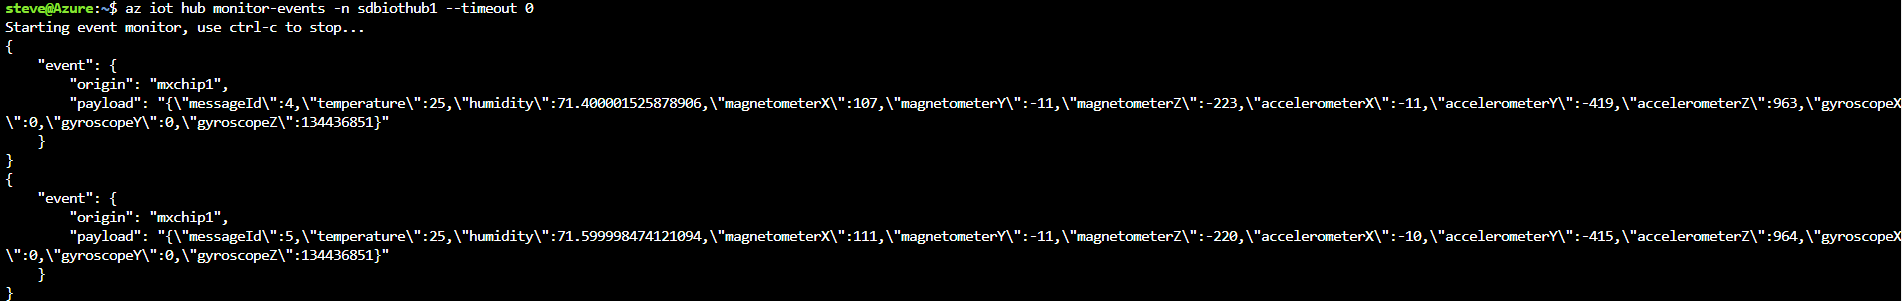 steve@Azure:~$ az iot hub monitor-events -n sdbiothub1 --timeout 0
Starting event monitor, use ctrl-c to stop...
{
    "event": {
        "origin": "mxchip1",
        "payload": "{\"messageId\":4,\"temperature\":25,\"humidity\":71.400001525878906,\"magnetometerX\":107,\"magnetometerY\":-11,\"magnetometerZ\":-223,\"accelerometerX\":-11,\"accelerometerY\":-419,\"accelerometerZ\":963,\"gyroscopeX
\":0,\"gyroscopeY\":0,\"gyroscopeZ\":134436851}"
    }
}
{
    "event": {
        "origin": "mxchip1",
        "payload": "{\"messageId\":5,\"temperature\":25,\"humidity\":71.599998474121094,\"magnetometerX\":111,\"magnetometerY\":-11,\"magnetometerZ\":-220,\"accelerometerX\":-10,\"accelerometerY\":-415,\"accelerometerZ\":964,\"gyroscopeX
\":0,\"gyroscopeY\":0,\"gyroscopeZ\":134436851}"
    }
}